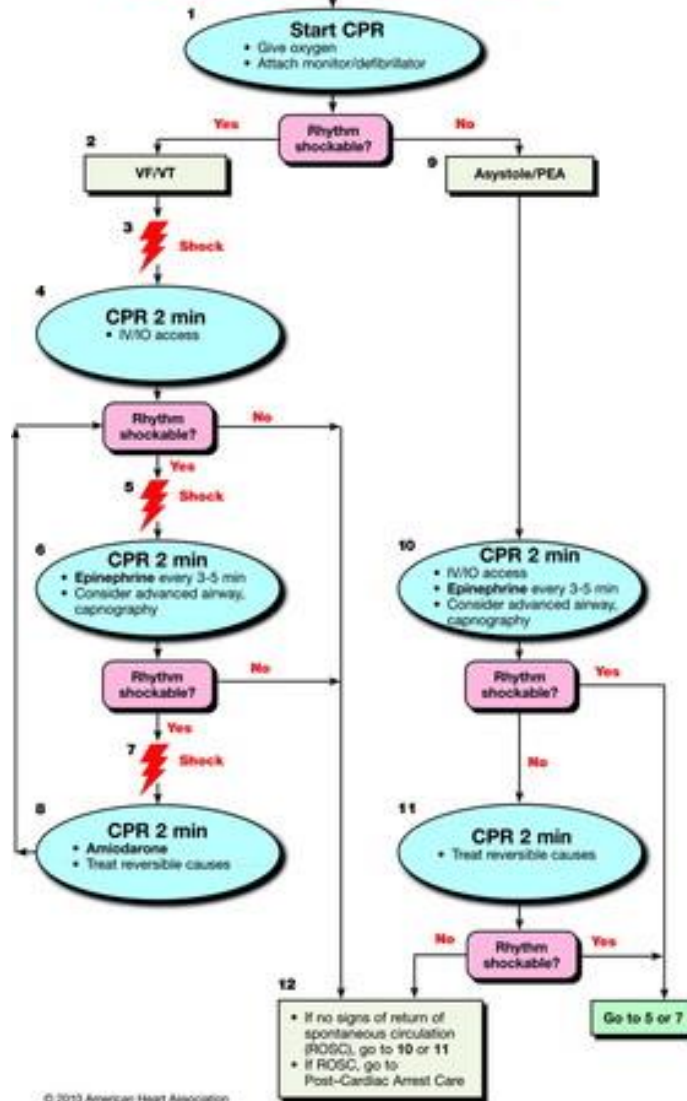 1
Start CPR
• Give oxygen
• Attach monitor/defibrillator
Yes
Rhythm
shockable?
No
2
VF/VT
9
Asystole/PEA
3
Shock
4
CPR 2 min
• IV/IO access
Rhythm
shockable?
No
Yes
5
Shock
6
CPR 2 min
• Epinephrine every 3-5 min
• Consider advanced airway,
capnography
10
CPR 2 min
• IV/IO access
• Epinephrine every 3-5 min
• Consider advanced airway,
capnography
Rhythm
shockable?
No
Rhythm
shockable?
Yes
Yes
7
Shock
No
8
CPR 2 min
• Amiodarone
• Treat reversible causes
11
CPR 2 min
• Treat reversible causes
No
Rhythm
shockable?
Yes
12
• If no signs of return of
spontaneous circulation
(ROSC), go to 10 or 11
• If ROSC, go to
Post–Cardiac Arrest Care
Go to 5 or 7
© 2010 American Heart Association